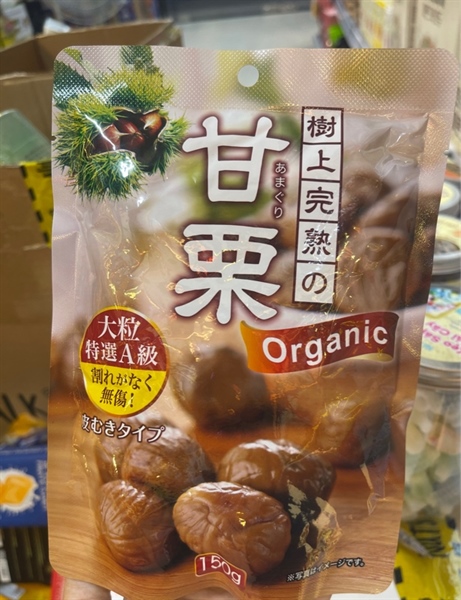 樹上完熟の
甘栗
あまぐり
Organic
大粒
特選A級
割れがなく
無傷!
皮むきタイプ
150g
※写真はイメージです。